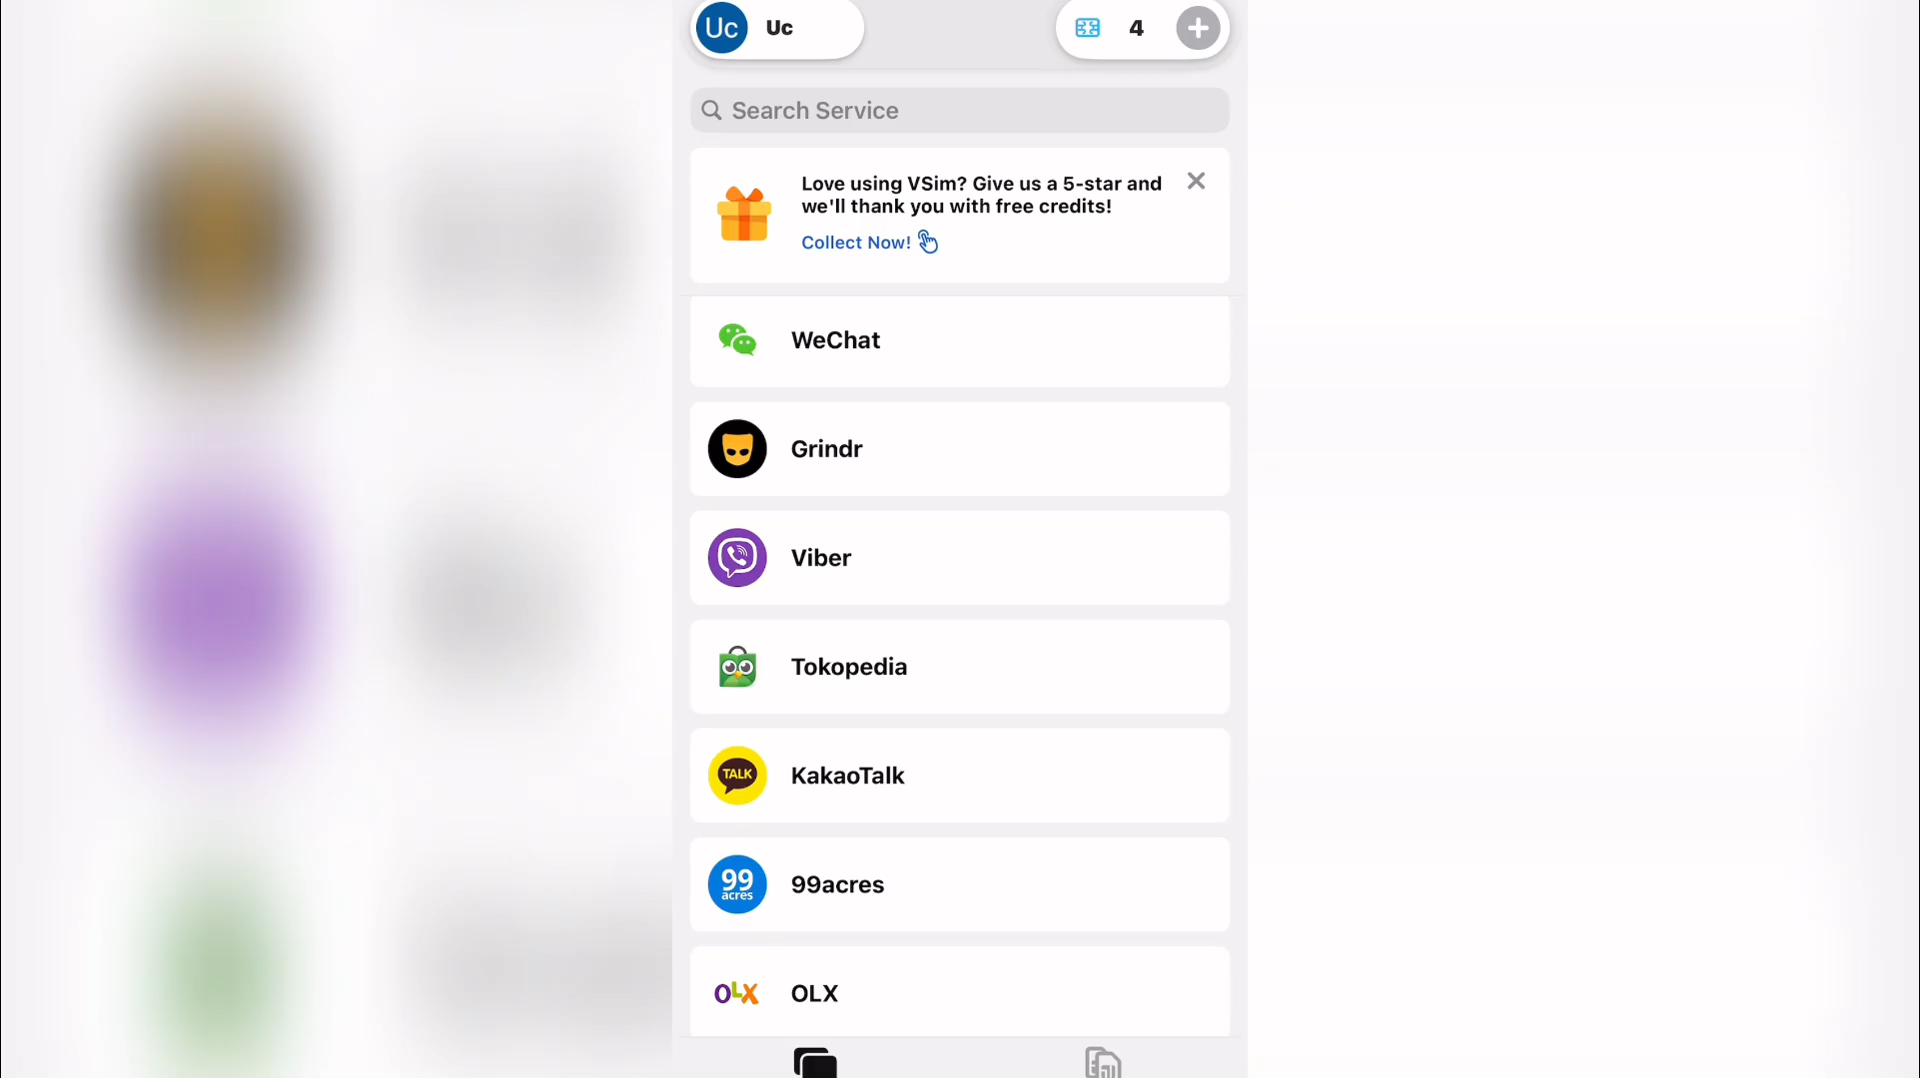 Uc Uc 4
Search Service
Love using VSim? Give us a 5-star and
we'll thank you with free credits!
Collect Now!
WeChat
Grindr
Viber
Tokopedia
TALK KakaoTalk
99
acres
99acres
OLX OLX